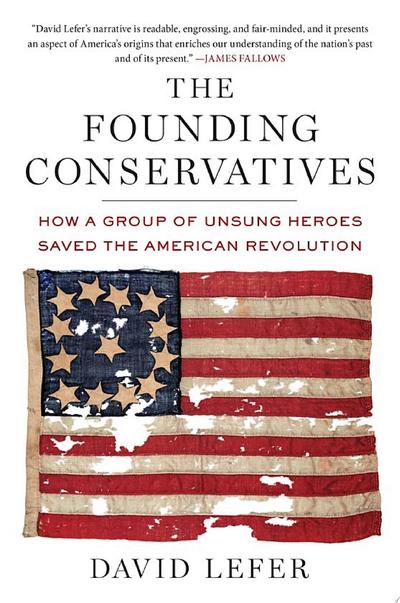 “David Lefer’s narrative is readable, engrossing, and fair-minded, and it presents
an aspect of America’s origins that enriches our understanding of the nation’s past
and of its present.” —JAMES FALLOWS
THE
FOUNDING
CONSERVATIVES
HOW A GROUP OF UNSUNG HEROES
SAVED THE AMERICAN REVOLUTION
DAVID LEFER